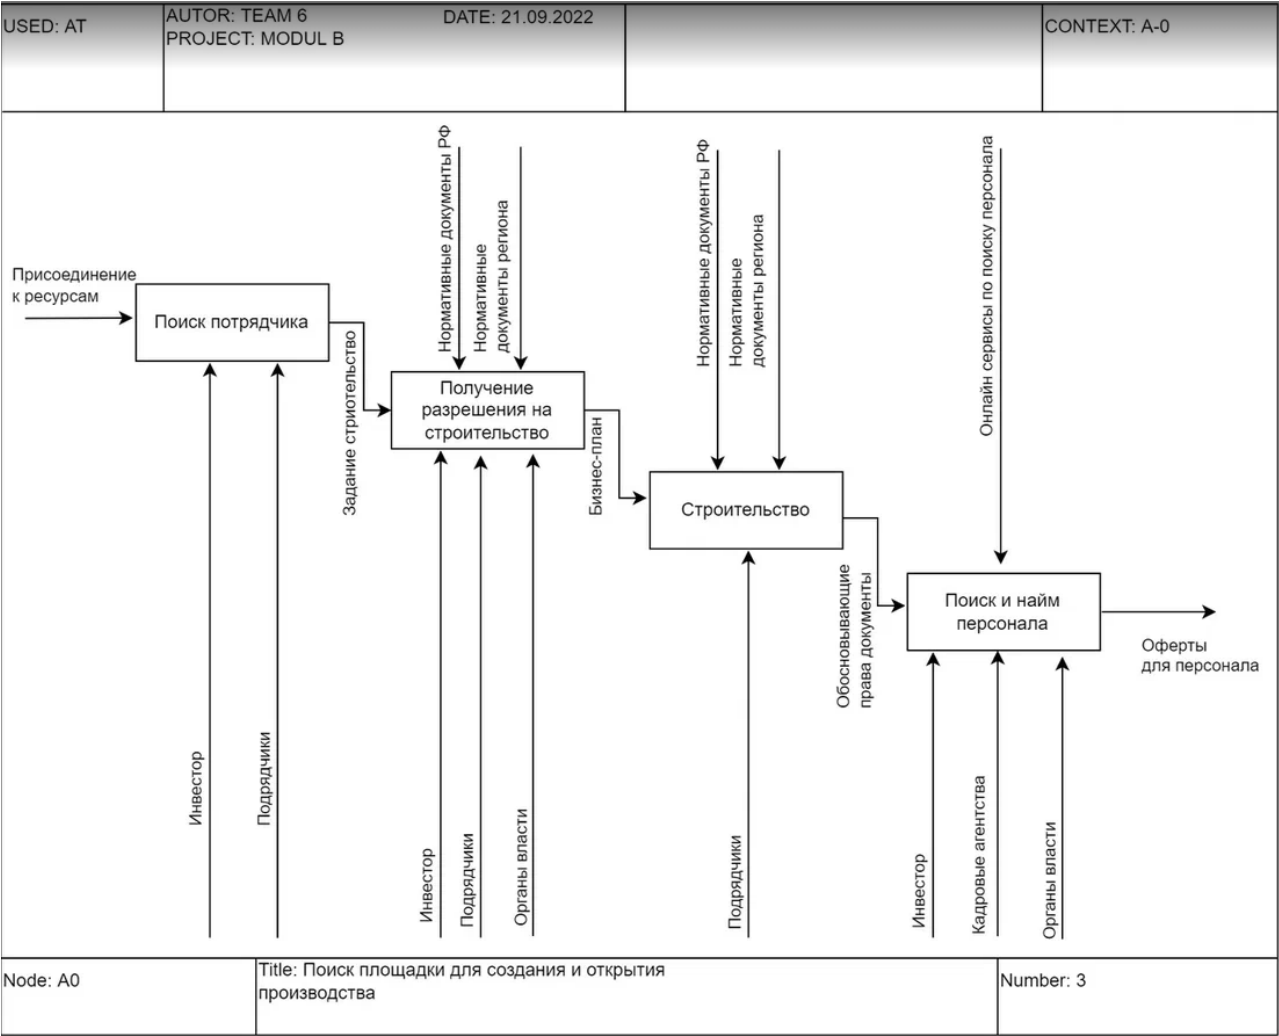 USED: AT
AUTOR: TEAM 6
DATE: 21.09.2022
PROJECT: MODUL B
CONTEXT: A-0
Присоединение
к ресурсам
Поиск потрядчика
Задание стриотельство
Нормативные документы РФ
Нормативные
документы региона
Получение
разрешения на
строительство
Бизнес-план
Нормативные документы РФ
Нормативные
документы региона
Строительство
Обосновывающие
права документы
Онлайн сервисы по поиску персонала
Поиск и найм
персонала
Оферты
для персонала
Инвестор
Подрядчики
Инвестор
Подрядчики
Органы власти
Подрядчики
Инвестор
Кадровые агентства
Органы власти
Node: A0
Title: Поиск площадки для создания и открытия
производства
Number: 3